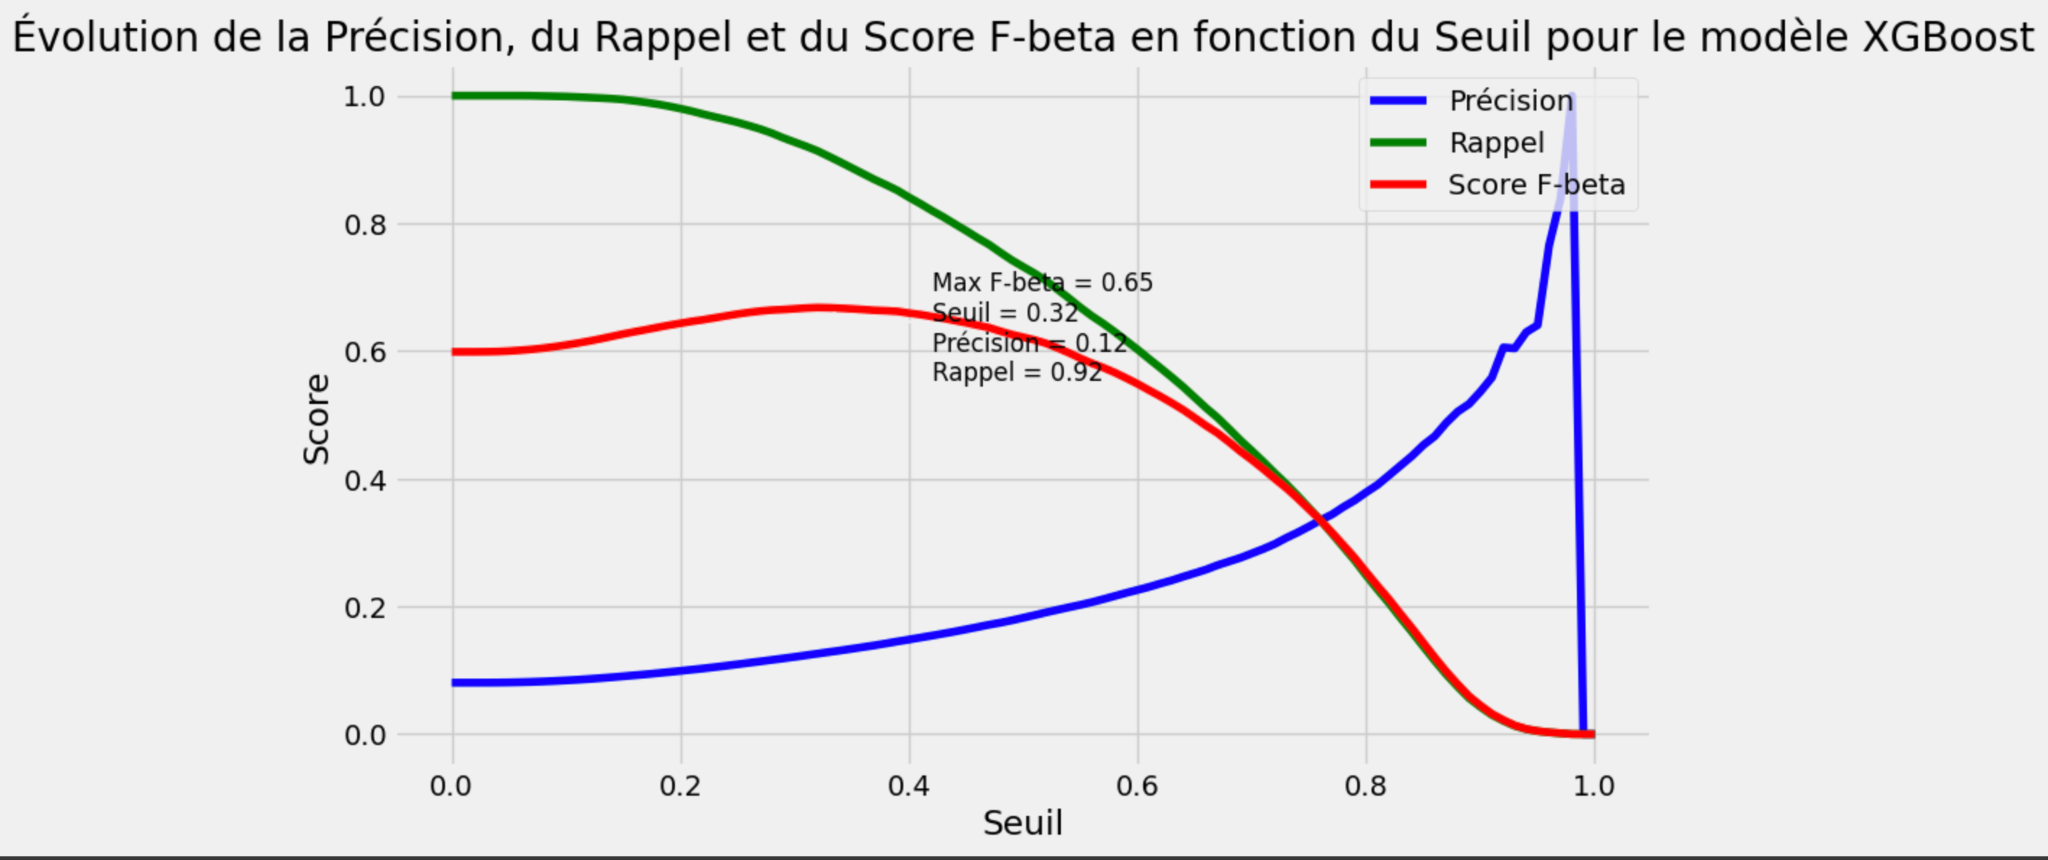 Évolution de la Précision, du Rappel et du Score F-beta en fonction du Seuil pour le modèle XGBoost
Précision
Rappel
Score F-beta
Max F-beta = 0.65
Seuil = 0.32
Précision = 0.12
Rappel = 0.92
Score
1.0
0.8
0.6
0.4
0.2
0.0
0.0 0.2 0.4 0.6 0.8 1.0
Seuil